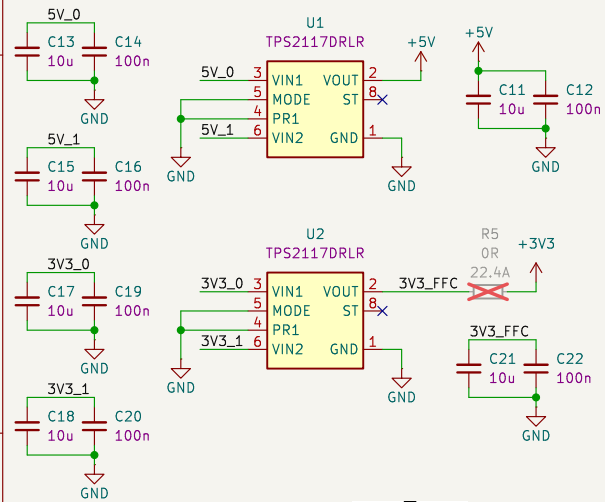 5V_0
C13 C14
10u 100n
GND
5V_1
C15 C16
10u 100n
GND
3V3_0
C17 C19
10u 100n
GND
3V3_1
C18 C20
10u 100n
GND
U1
TPS2117DRLR
5V_0 3 VIN1 VOUT 2 +5V
5 MODE ST 8
4 PR1
5V_1 6 VIN2 GND 1
GND
GND
+5V
C11 C12
10u 100n
GND
U2
TPS2117DRLR
3V3_0 3 VIN1 VOUT 2 3V3_FFC
5 MODE ST 8
4 PR1
3V3_1 6 VIN2 GND 1
GND
GND
R5
0R
22.4A
+3V3
3V3_FFC
C21 C22
10u 100n
GND